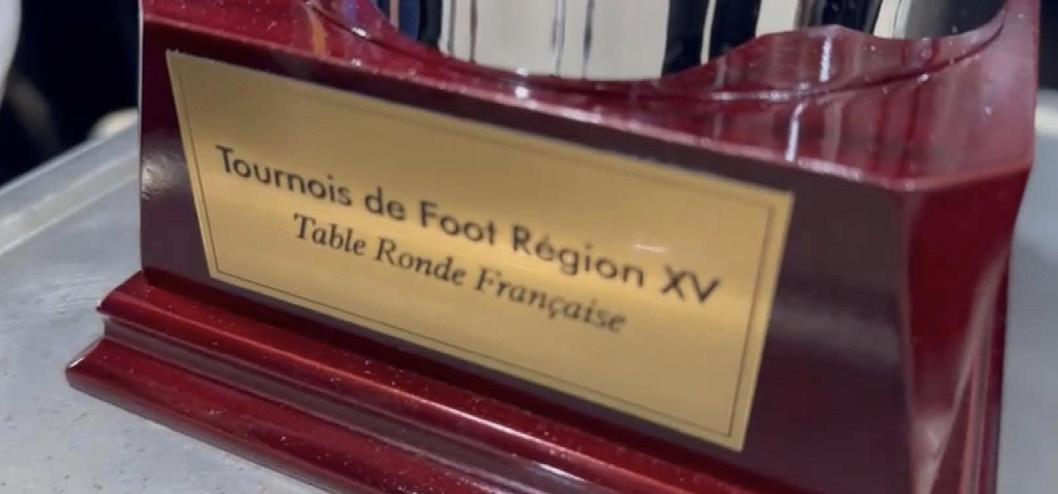 Tournois de Foot Région XV
Table Ronde Française